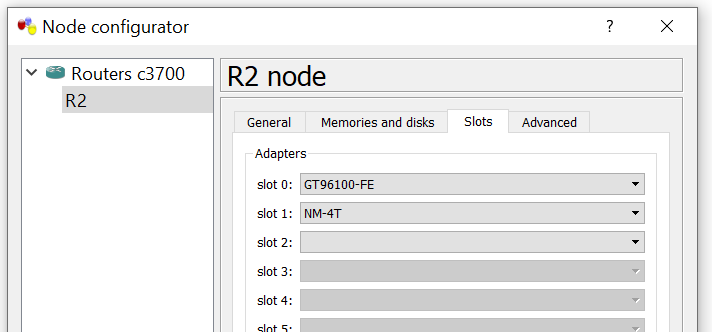 Node configurator ? ×
Routers c3700
R2
R2 node
General Memories and disks Slots Advanced
Adapters
slot 0: GT96100-FE
slot 1: NM-4T
slot 2:
slot 3:
slot 4:
slot 5: